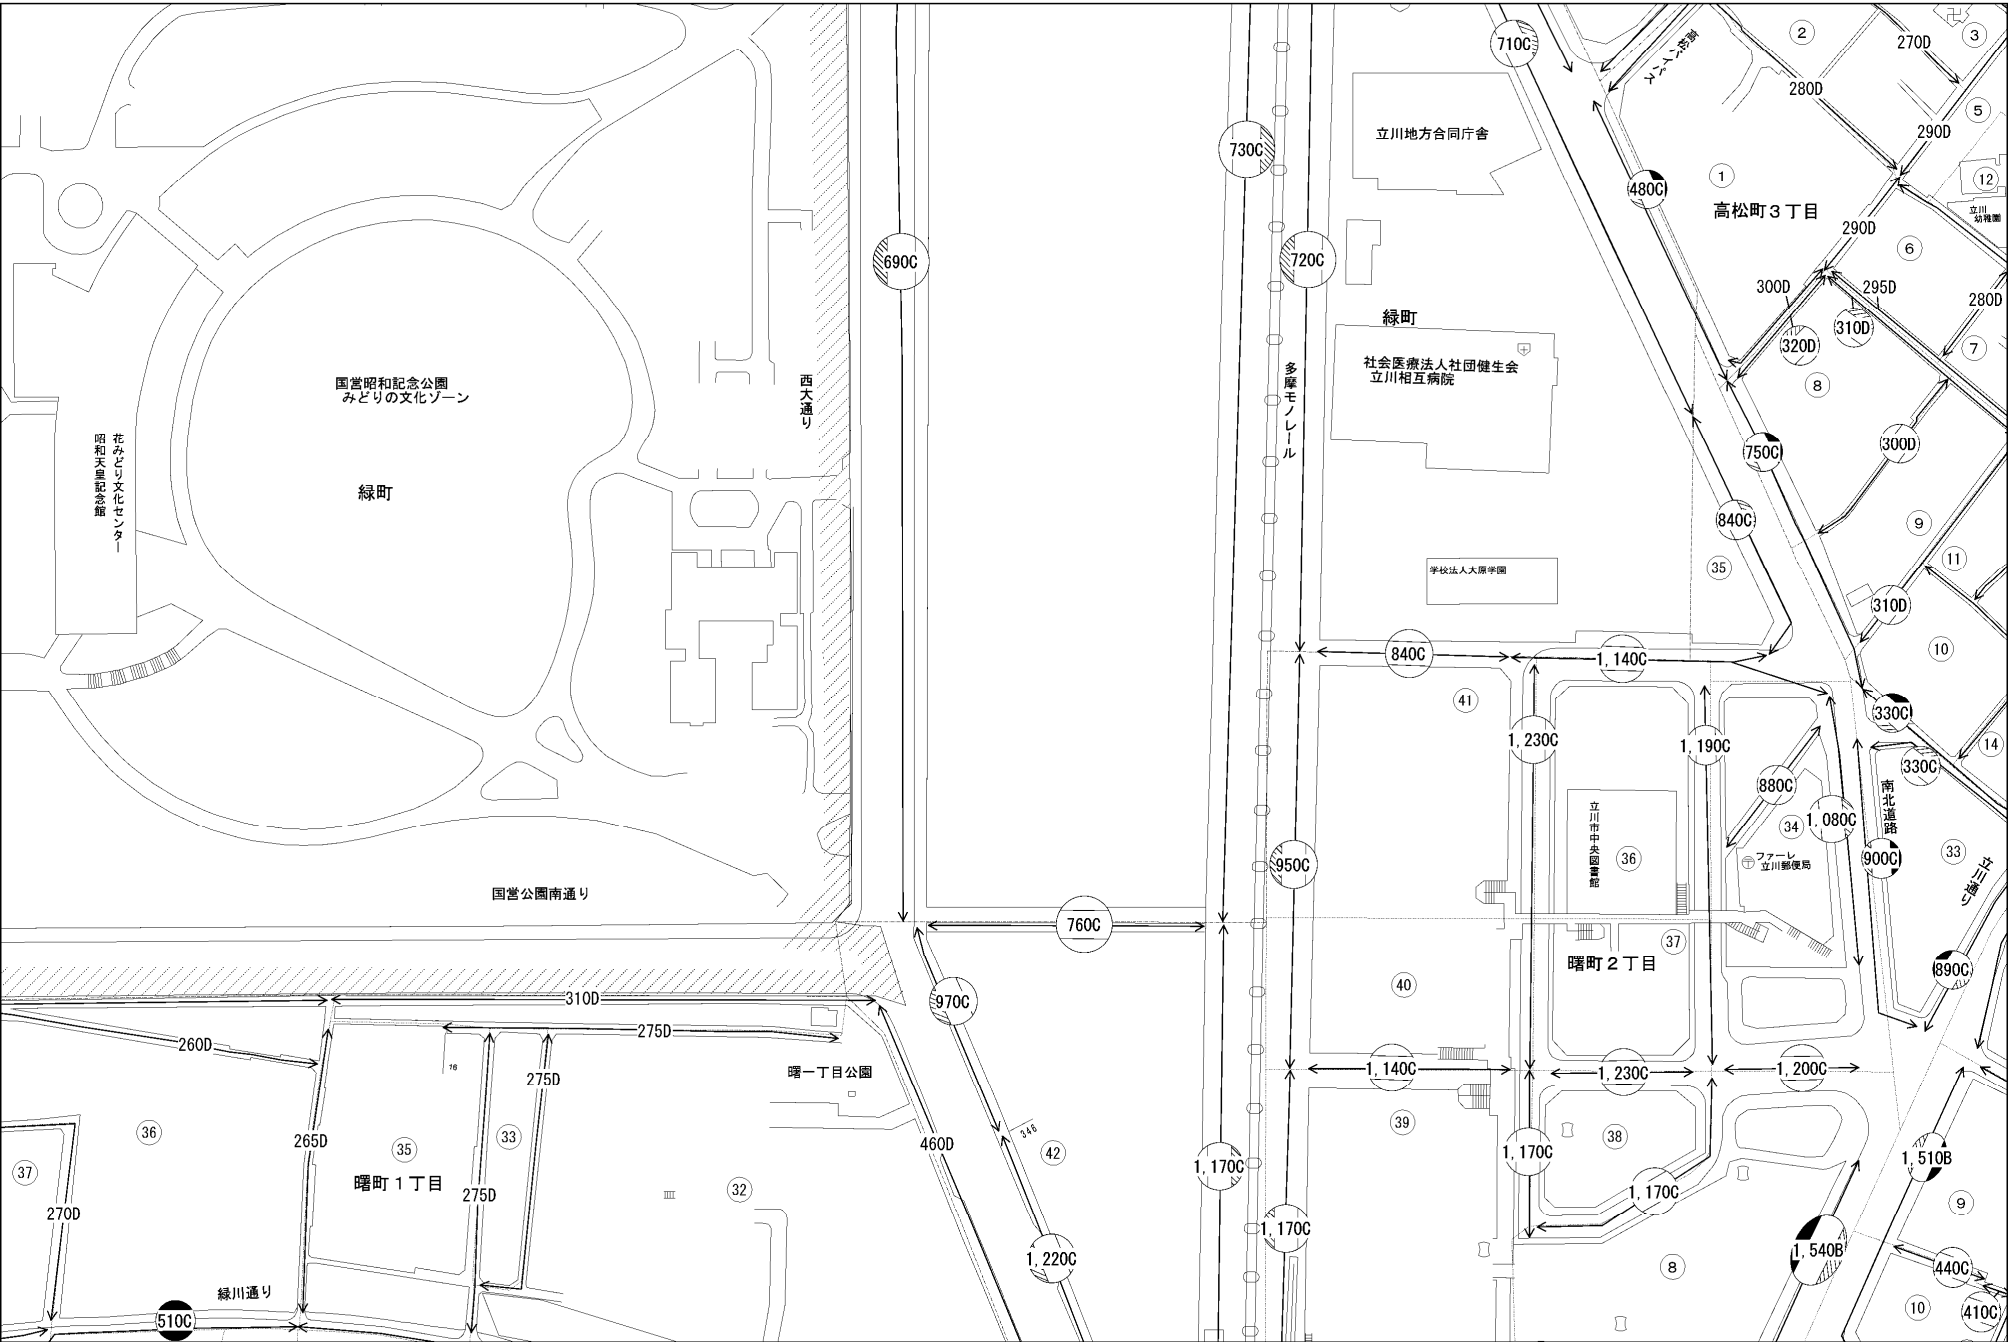 710C
高松バイパス
2
270D
3
280D
5
290D
730C
立川地方合同庁舎
1
480C
高松町3丁目
12
立川
幼稚園
290D
6
690C
720C
300D
295D
280D
緑町
310D
320D
7
社会医療法人社団健生会
立川相互病院
8
国営昭和記念公園
みどりの文化ゾーン
西大通り
多摩モノレール
花みどり文化センター
昭和天皇記念館
緑町
750C
300D
840C
9
11
学校法人大原学園
35
310D
840C
1,140C
10
41
330C
1,230C
1,190C
14
330C
880C
南北道路
立川市中央図書館
34
1,080C
36
ファーレ
立川郵便局
900C
33
立川通り
950C
国営公園南通り
760C
37
曙町2丁目
890C
40
970C
310D
275D
260D
16
275D
曙一丁目公園
1,140C
1,230C
1,200C
36
265D
35
33
460D
346
42
39
38
1,170C
1,510B
37
曙町1丁目
275D
32
1,170C
1,170C
9
270D
1,170C
1,220C
1,540B
8
440C
緑川通り
510C
10
410C